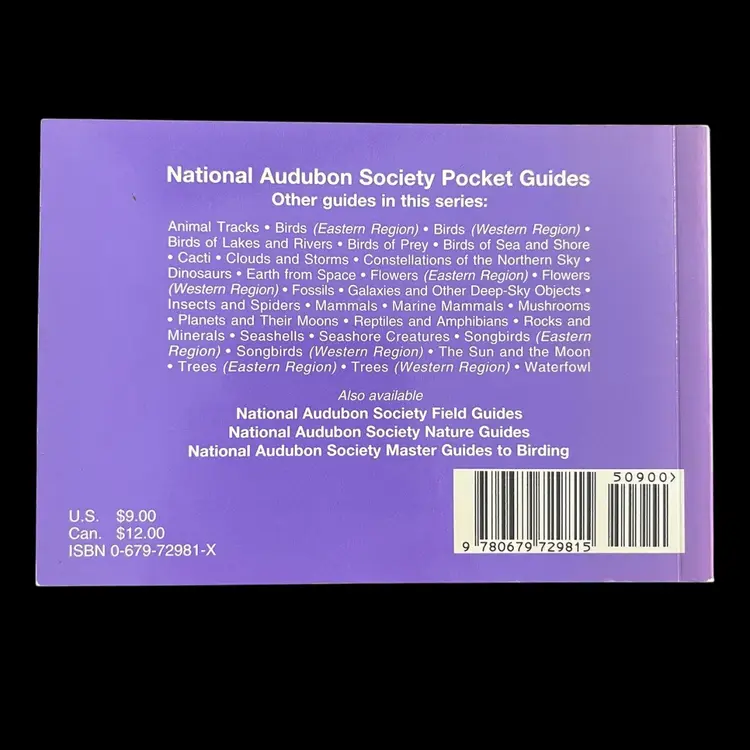 National Audubon Society Pocket Guides
Other guides in this series:
Animal Tracks • Birds (Eastern Region) • Birds (Western Region) •
Birds of Lakes and Rivers • Birds of Prey • Birds of Sea and Shore
• Cacti • Clouds and Storms • Constellations of the Northern Sky •
Dinosaurs • Earth from Space • Flowers (Eastern Region) • Flowers
(Western Region) • Fossils • Galaxies and Other Deep-Sky Objects •
Insects and Spiders • Mammals • Marine Mammals • Mushrooms
• Planets and Their Moons • Reptiles and Amphibians • Rocks and
Minerals • Seashells • Seashore Creatures • Songbirds (Eastern
Region) • Songbirds (Western Region) • The Sun and the Moon
• Trees (Eastern Region) • Trees (Western Region) • Waterfowl
Also available
National Audubon Society Field Guides
National Audubon Society Nature Guides
National Audubon Society Master Guides to Birding
U.S. $9.00
Can. $12.00
ISBN 0-679-72981-X
50900>
9 780679 729815